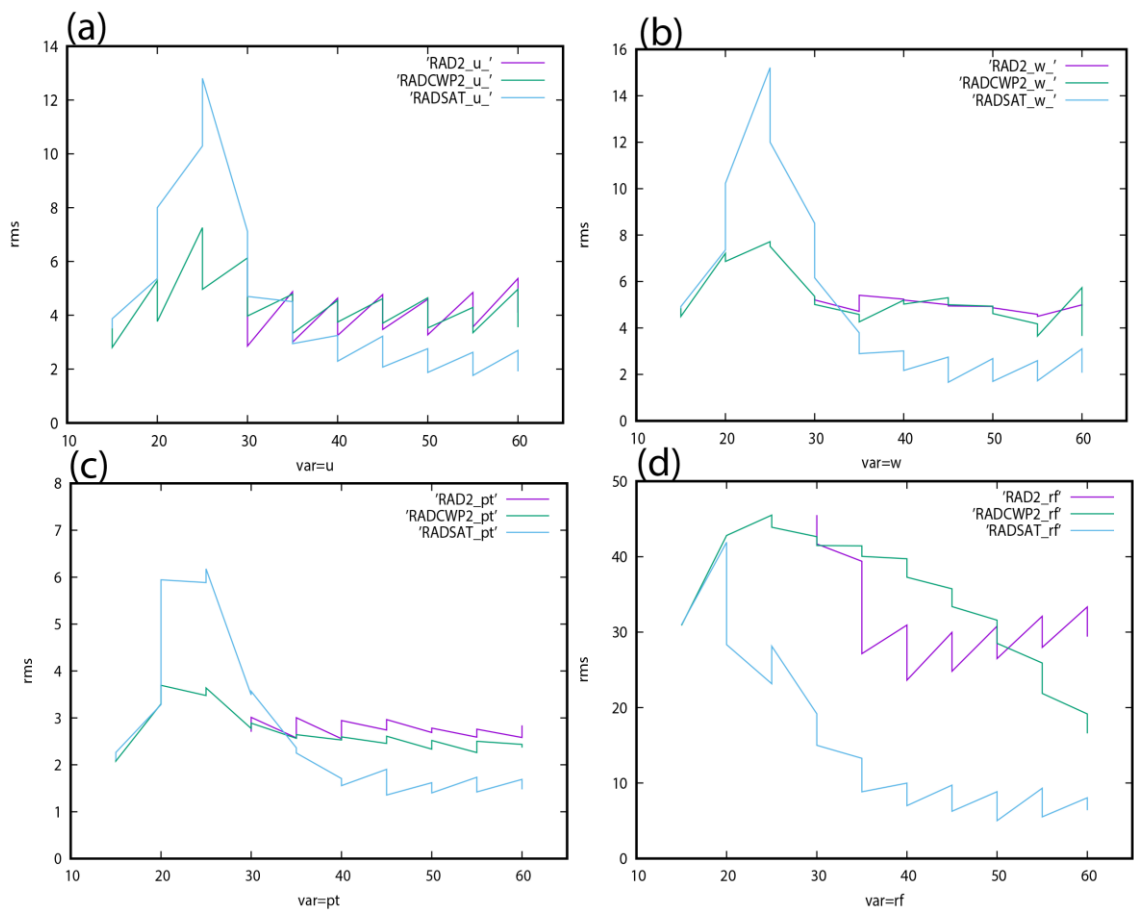 (a)
14
12
10
8
6
4
2
0
rms
'RAD2_u_'
'RADCWP2_u_'
'RADSAT_u_'
10 20 30 40 50 60
var=u
(b)
16
14
12
10
8
6
4
2
0
rms
'RAD2_w_'
'RADCWP2_w_'
'RADSAT_w_'
10 20 30 40 50 60
var=w
(c)
8
7
6
5
4
3
2
1
0
rms
'RAD2_pt'
'RADCWP2_pt'
'RADSAT_pt'
10 20 30 40 50 60
var=pt
(d)
50
40
30
20
10
0
rms
'RAD2_rf'
'RADCWP2_rf'
'RADSAT_rf'
10 20 30 40 50 60
var=rf